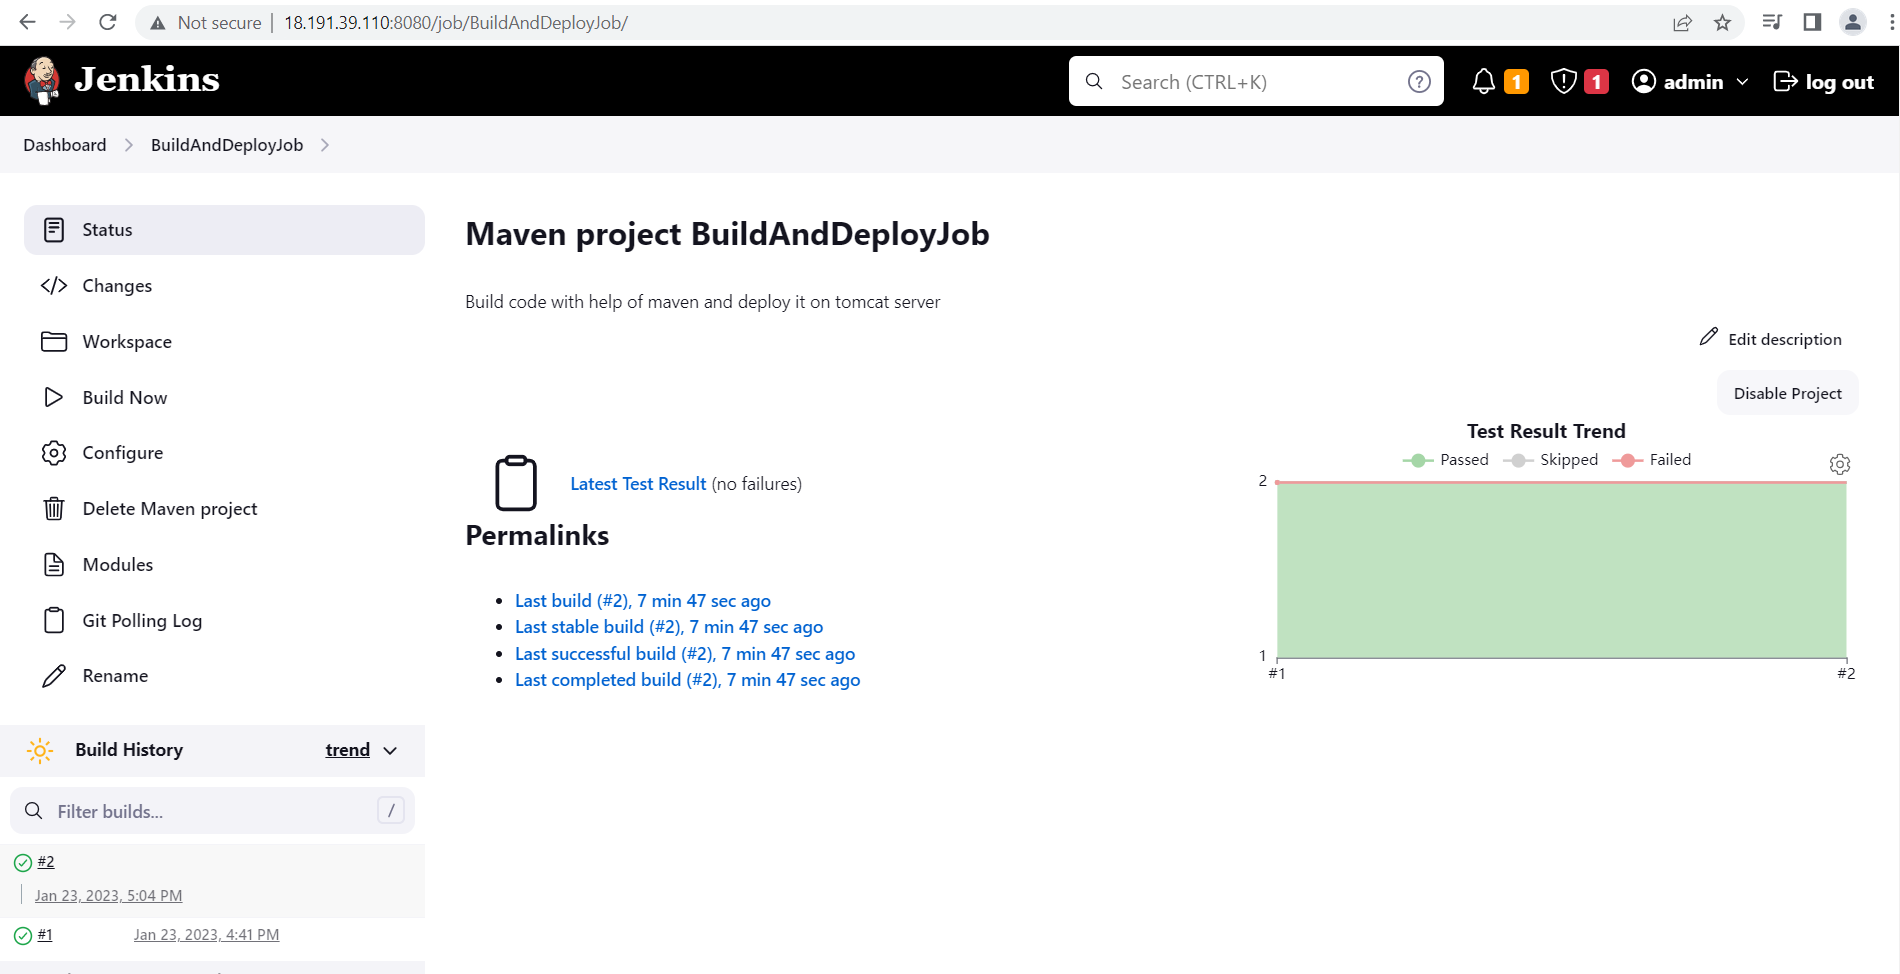 Not secure | 18.191.39.110:8080/job/BuildAndDeployJob/
Jenkins
Search (CTRL+K)
?
1
1
admin
log out
Dashboard
BuildAndDeployJob
Status
Changes
Workspace
Build Now
Configure
Delete Maven project
Modules
Git Polling Log
Rename
Build History
trend
Filter builds...
/
#2
Jan 23, 2023, 5:04 PM
#1
Jan 23, 2023, 4:41 PM
Maven project BuildAndDeployJob
Build code with help of maven and deploy it on tomcat server
Edit description
Disable Project
Latest Test Result (no failures)
Permalinks
Last build (#2), 7 min 47 sec ago
Last stable build (#2), 7 min 47 sec ago
Last successful build (#2), 7 min 47 sec ago
Last completed build (#2), 7 min 47 sec ago
Test Result Trend
Passed Skipped Failed
2
1
#1
#2